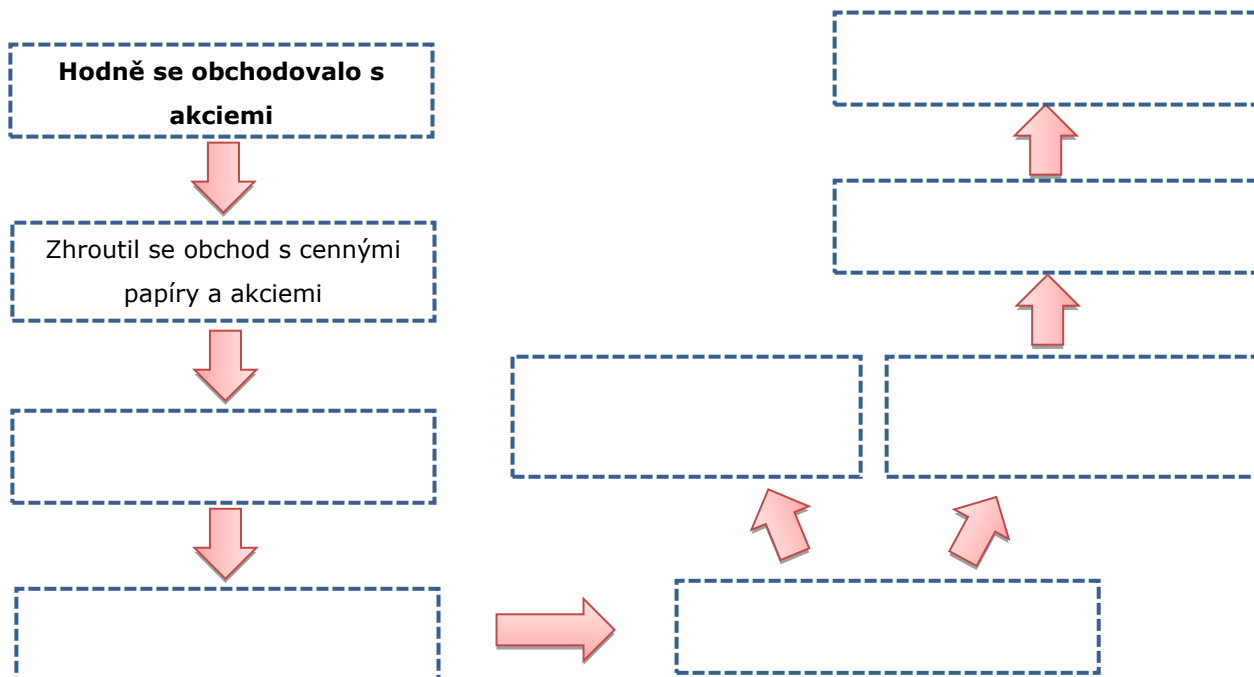 Hodně se obchodovalo s
akciemi
Zhroutil se obchod s cennými
papíry a akciemi